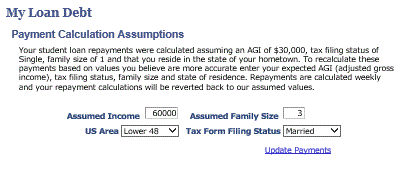 My Loan Debt
Payment Calculation Assumptions
Your student loan repayments were calculated assuming an AGI of $30,000, tax filing status of
Single, family size of 1 and that you reside in the state of your hometown. To recalculate these
payments based on values you believe are more accurate enter your expected AGI (adjusted gross
income), tax filing status, family size and state of residence. Repayments are calculated weekly
and your repayment calculations will be reverted back to our assumed values.
Assumed Income 60000 Assumed Family Size 3
US Area Lower 48 Tax Form Filing Status Married
Update Payments